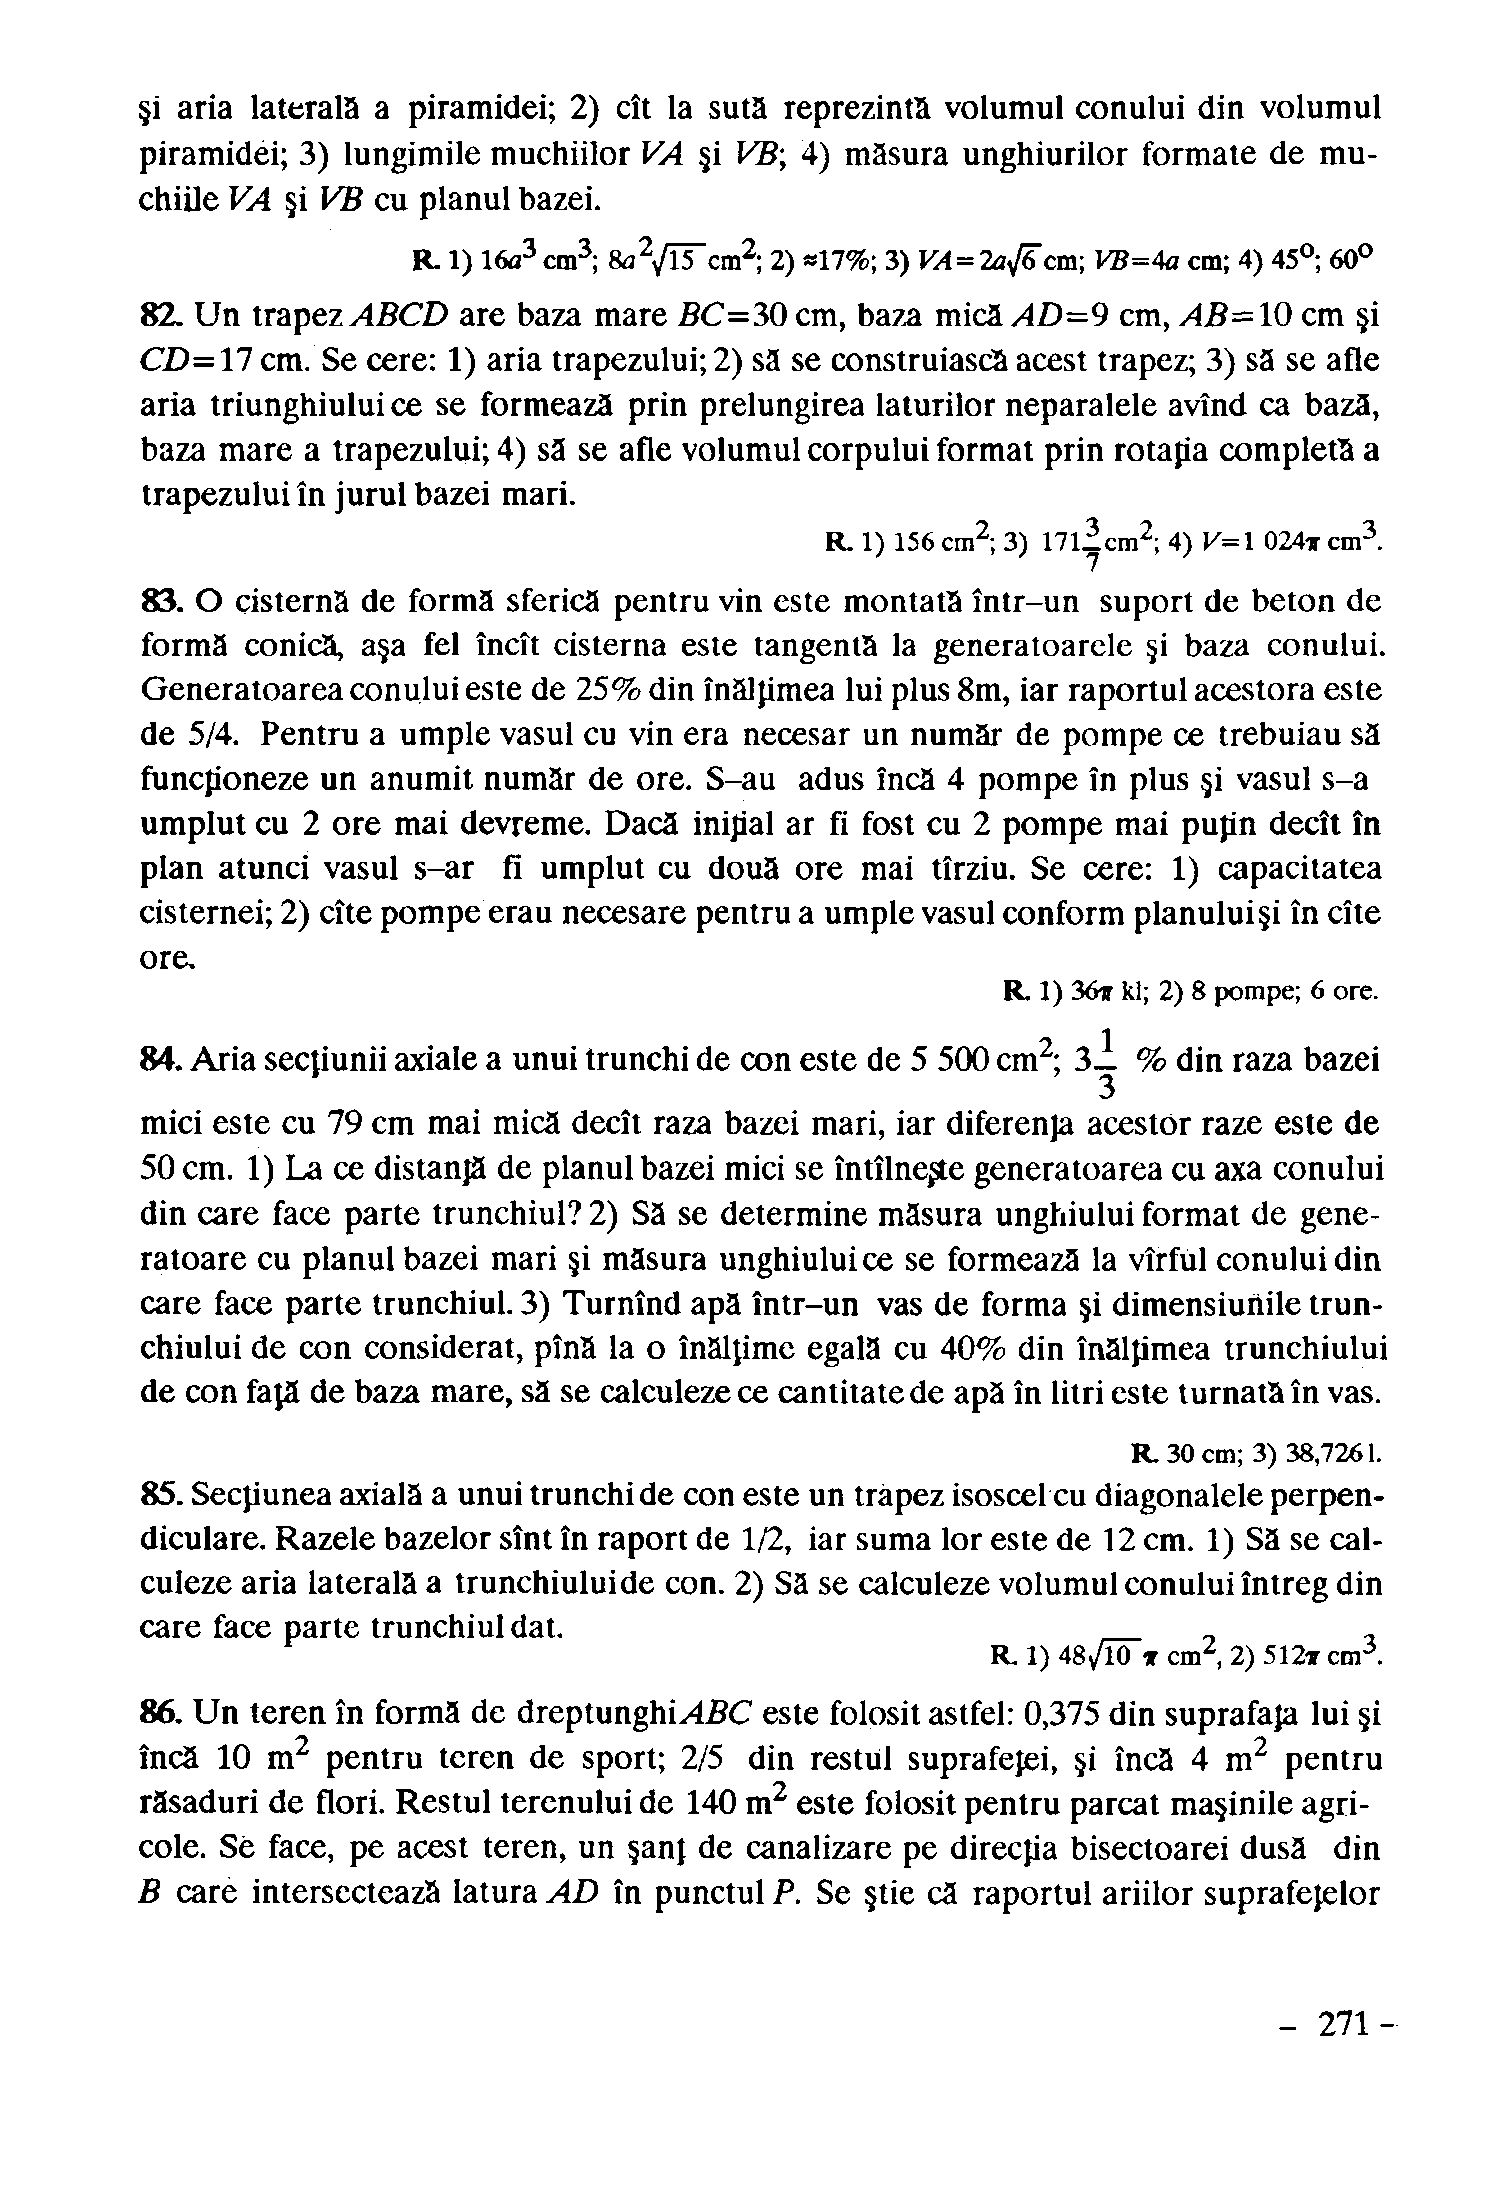 şi aria laterală a piramidei; 2) cît la sută reprezintă volumul conului din volumul
piramidei; 3) lungimile muchiilor VA şi VB; 4) măsura unghiurilor formate de mu-
chiile VA şi VB cu planul bazei.
R. 1) 16a³ cm³; 8a²√15 cm²; 2) ≈17%; 3) VA=2a√6 cm; VB=4a cm; 4) 45°; 60°
82. Un trapez ABCD are baza mare BC=30 cm, baza mică AD=9 cm, AB=10 cm şi
CD=17 cm. Se cere: 1) aria trapezului; 2) să se construiască acest trapez; 3) să se afle
aria triunghiului ce se formează prin prelungirea laturilor neparalele avînd ca bază,
baza mare a trapezului; 4) să se afle volumul corpului format prin rotaţia completă a
trapezului în jurul bazei mari.
R. 1) 156 cm²; 3) 171 3/7 cm²; 4) V=1 024π cm³.
83. O cisternă de formă sferică pentru vin este montată într-un suport de beton de
formă conică, aşa fel încît cisterna este tangentă la generatoarele şi baza conului.
Generatoarea conului este de 25% din înălţimea lui plus 8m, iar raportul acestora este
de 5/4. Pentru a umple vasul cu vin era necesar un număr de pompe ce trebuiau să
funcţioneze un anumit număr de ore. S-au adus încă 4 pompe în plus şi vasul s-a
umplut cu 2 ore mai devreme. Dacă iniţial ar fi fost cu 2 pompe mai puţin decît în
plan atunci vasul s-ar fi umplut cu două ore mai tîrziu. Se cere: 1) capacitatea
cisternei; 2) cîte pompe erau necesare pentru a umple vasul conform planului şi în cîte
ore.
R. 1) 36π kl; 2) 8 pompe; 6 ore.
84. Aria secţiunii axiale a unui trunchi de con este de 5 500 cm²; 3 1/3 % din raza bazei
mici este cu 79 cm mai mică decît raza bazei mari, iar diferenţa acestor raze este de
50 cm. 1) La ce distanţă de planul bazei mici se întîlneşte generatoarea cu axa conului
din care face parte trunchiul? 2) Să se determine măsura unghiului format de gene-
ratoare cu planul bazei mari şi măsura unghiului ce se formează la vîrful conului din
care face parte trunchiul. 3) Turnînd apă într-un vas de forma şi dimensiunile trun-
chiului de con considerat, pînă la o înălţime egală cu 40% din înălţimea trunchiului
de con faţă de baza mare, să se calculeze ce cantitate de apă în litri este turnată în vas.
R. 30 cm; 3) 38,726 l.
85. Secţiunea axială a unui trunchi de con este un trapez isoscel cu diagonalele perpen-
diculare. Razele bazelor sînt în raport de 1/2, iar suma lor este de 12 cm. 1) Să se cal-
culeze aria laterală a trunchiului de con. 2) Să se calculeze volumul conului întreg din
care face parte trunchiul dat.
R. 1) 48√10 π cm², 2) 512π cm³.
86. Un teren în formă de dreptunghi ABC este folosit astfel: 0,375 din suprafaţa lui şi
încă 10 m² pentru teren de sport; 2/5 din restul suprafeţei, şi încă 4 m² pentru
răsaduri de flori. Restul terenului de 140 m² este folosit pentru parcat maşinile agri-
cole. Se face, pe acest teren, un şanţ de canalizare pe direcţia bisectoarei dusă din
B care intersectează latura AD în punctul P. Se ştie că raportul ariilor suprafeţelor
- 271 -